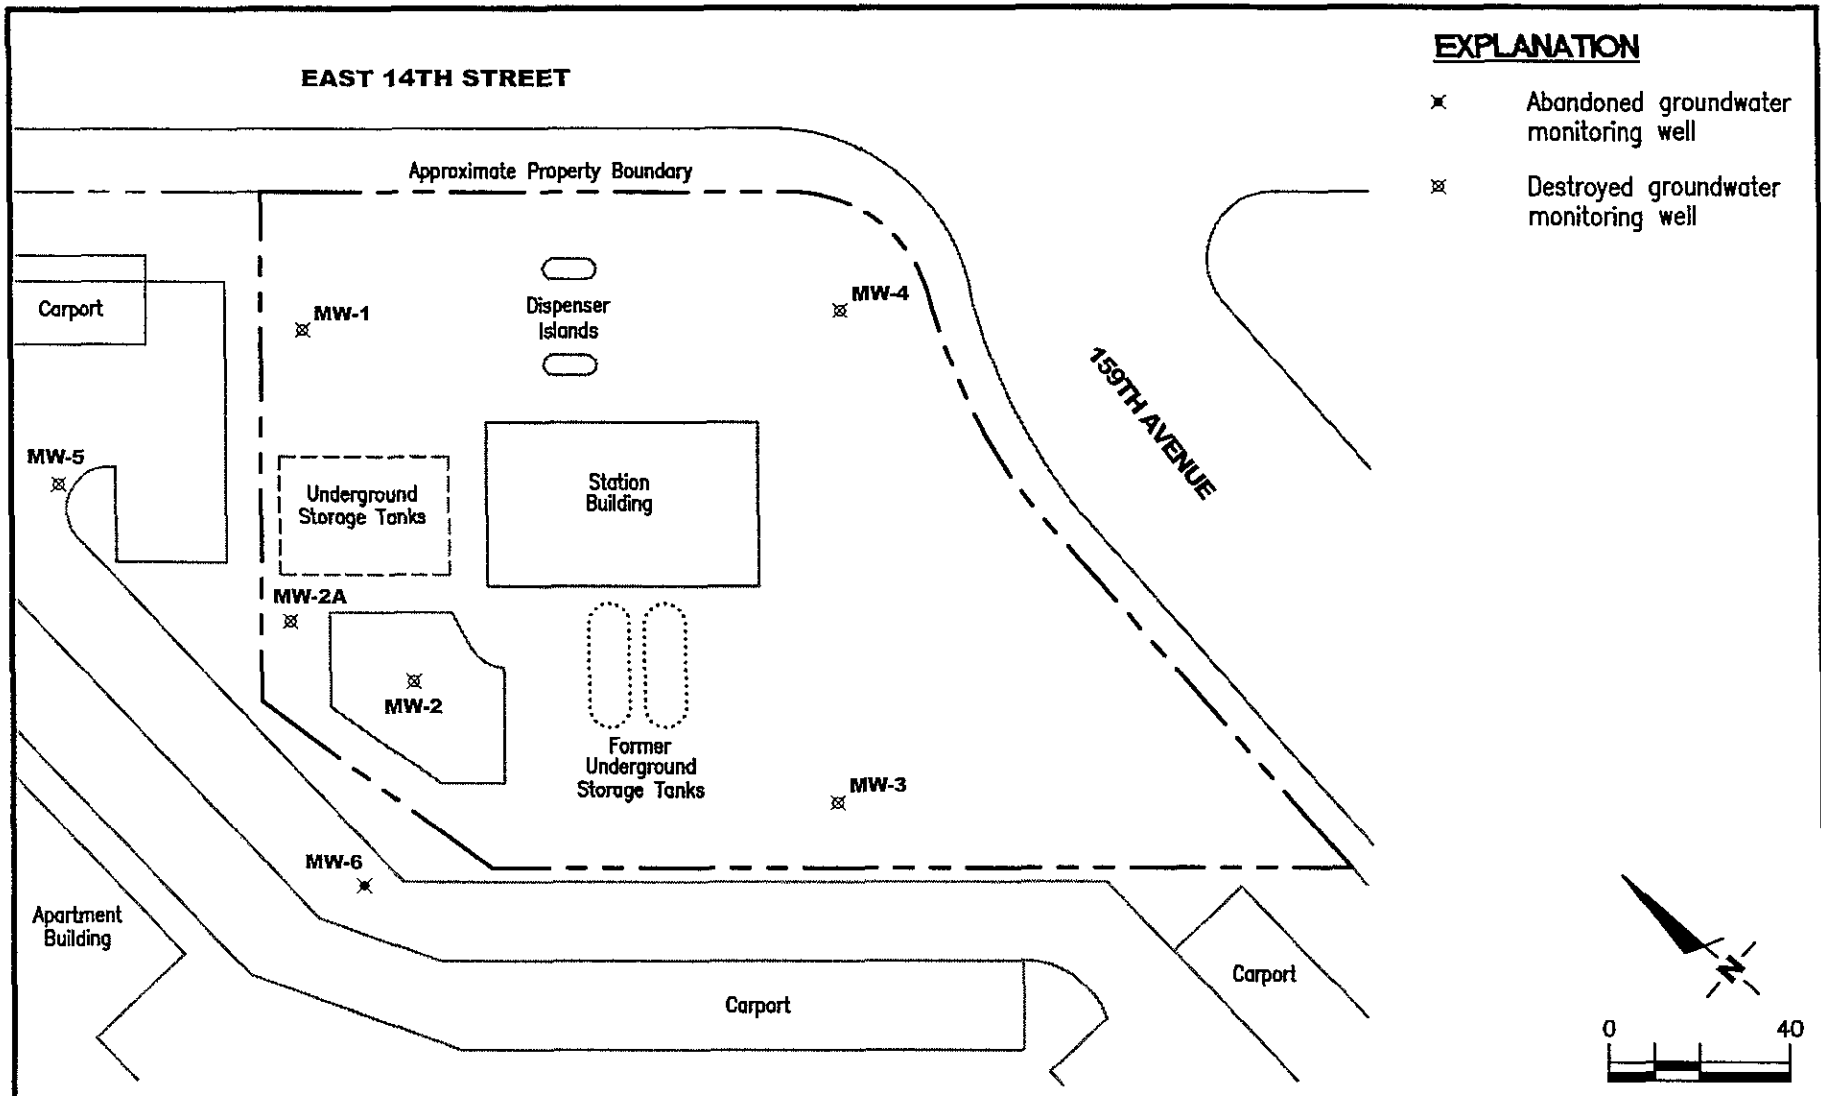 EAST 14TH STREET
EXPLANATION
Abandoned groundwater
monitoring well
Destroyed groundwater
monitoring well
Approximate Property Boundary
Carport
MW-1
Dispenser
Islands
MW-4
159TH AVENUE
MW-5
Underground
Storage Tanks
Station
Building
MW-2A
MW-2
Former
Underground
Storage Tanks
MW-3
MW-6
Apartment
Building
Carport
Carport
N
0 40